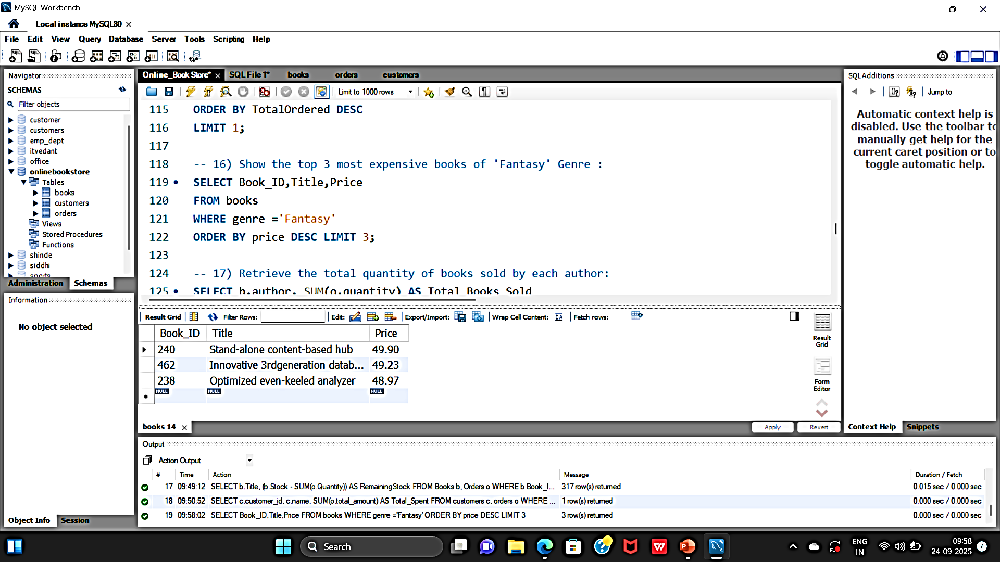 MySQL Workbench
Local instance MySQL80
File Edit View Query Database Server Tools Scripting Help
Navigator
SCHEMAS
Filter objects
customer
customers
emp_dept
itvedant
office
onlinebookstore
Tables
books
customers
orders
Views
Stored Procedures
Functions
shinde
siddhi
sports
Administration Schemas
Information
No object selected
Object Info Session
Online_Book Store* SQL File 1* books orders customers
Limit to 1000 rows
115 ORDER BY TotalOrdered DESC
116 LIMIT 1;
117
118 -- 16) Show the top 3 most expensive books of 'Fantasy' Genre :
119 SELECT Book_ID,Title,Price
120 FROM books
121 WHERE genre ='Fantasy'
122 ORDER BY price DESC LIMIT 3;
123
124 -- 17) Retrieve the total quantity of books sold by each author:
125 SELECT b.author, SUM(o.quantity) AS Total_Books_Sold
Result Grid Filter Rows: Edit: Export/Import: Wrap Cell Content: Fetch rows:
Book_ID Title Price
240 Stand-alone content-based hub 49.90
462 Innovative 3rdgeneration datab... 49.23
238 Optimized even-keeled analyzer 48.97
NULL NULL NULL
Result Grid
Form Editor
books 14
Apply Revert
SQLAdditions
Jump to
Automatic context help is
disabled. Use the toolbar to
manually get help for the
current caret position or to
toggle automatic help.
Context Help Snippets
Output
Action Output
# Time Action Message Duration / Fetch
17 09:49:12 SELECT b.Title, (b.Stock - SUM(o.Quantity)) AS RemainingStock FROM Books b, Orders o WHERE b.Book_I... 317 row(s) returned 0.015 sec / 0.000 sec
18 09:50:52 SELECT c.customer_id, c.name, SUM(o.total_amount) AS Total_Spent FROM customers c, orders o WHERE ... 1 row(s) returned 0.000 sec / 0.000 sec
19 09:58:02 SELECT Book_ID,Title,Price FROM books WHERE genre ='Fantasy' ORDER BY price DESC LIMIT 3 3 row(s) returned 0.000 sec / 0.000 sec
Search
ENG
IN
09:58
24-09-2025
7